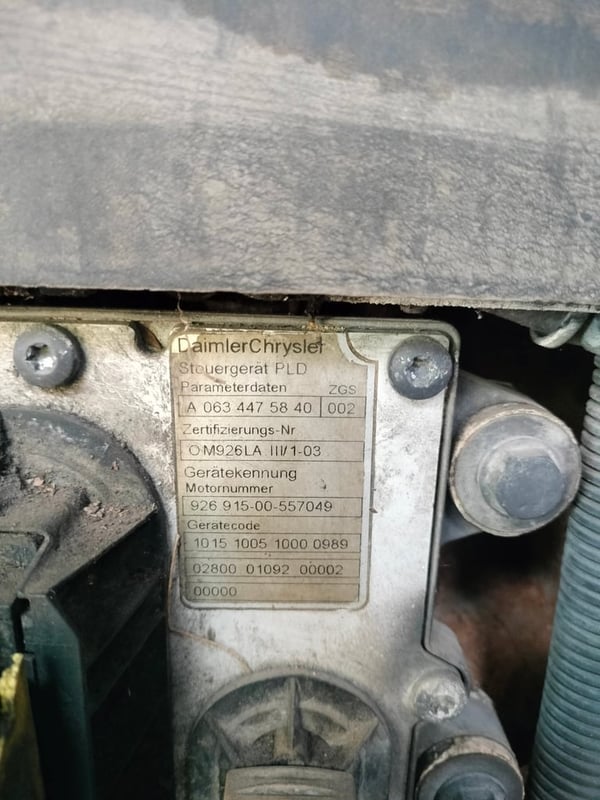 DaimlerChrysler
Steuergerät PLD
Parameterdaten ZGS
A 063 447 58 40 002
Zertifizierungs-Nr
OM926LA III/1-03
Gerätekennung
Motornummer
926 915-00-557049
Gerätecode
1015 1005 1000 0989
02800 01092 00002
00000